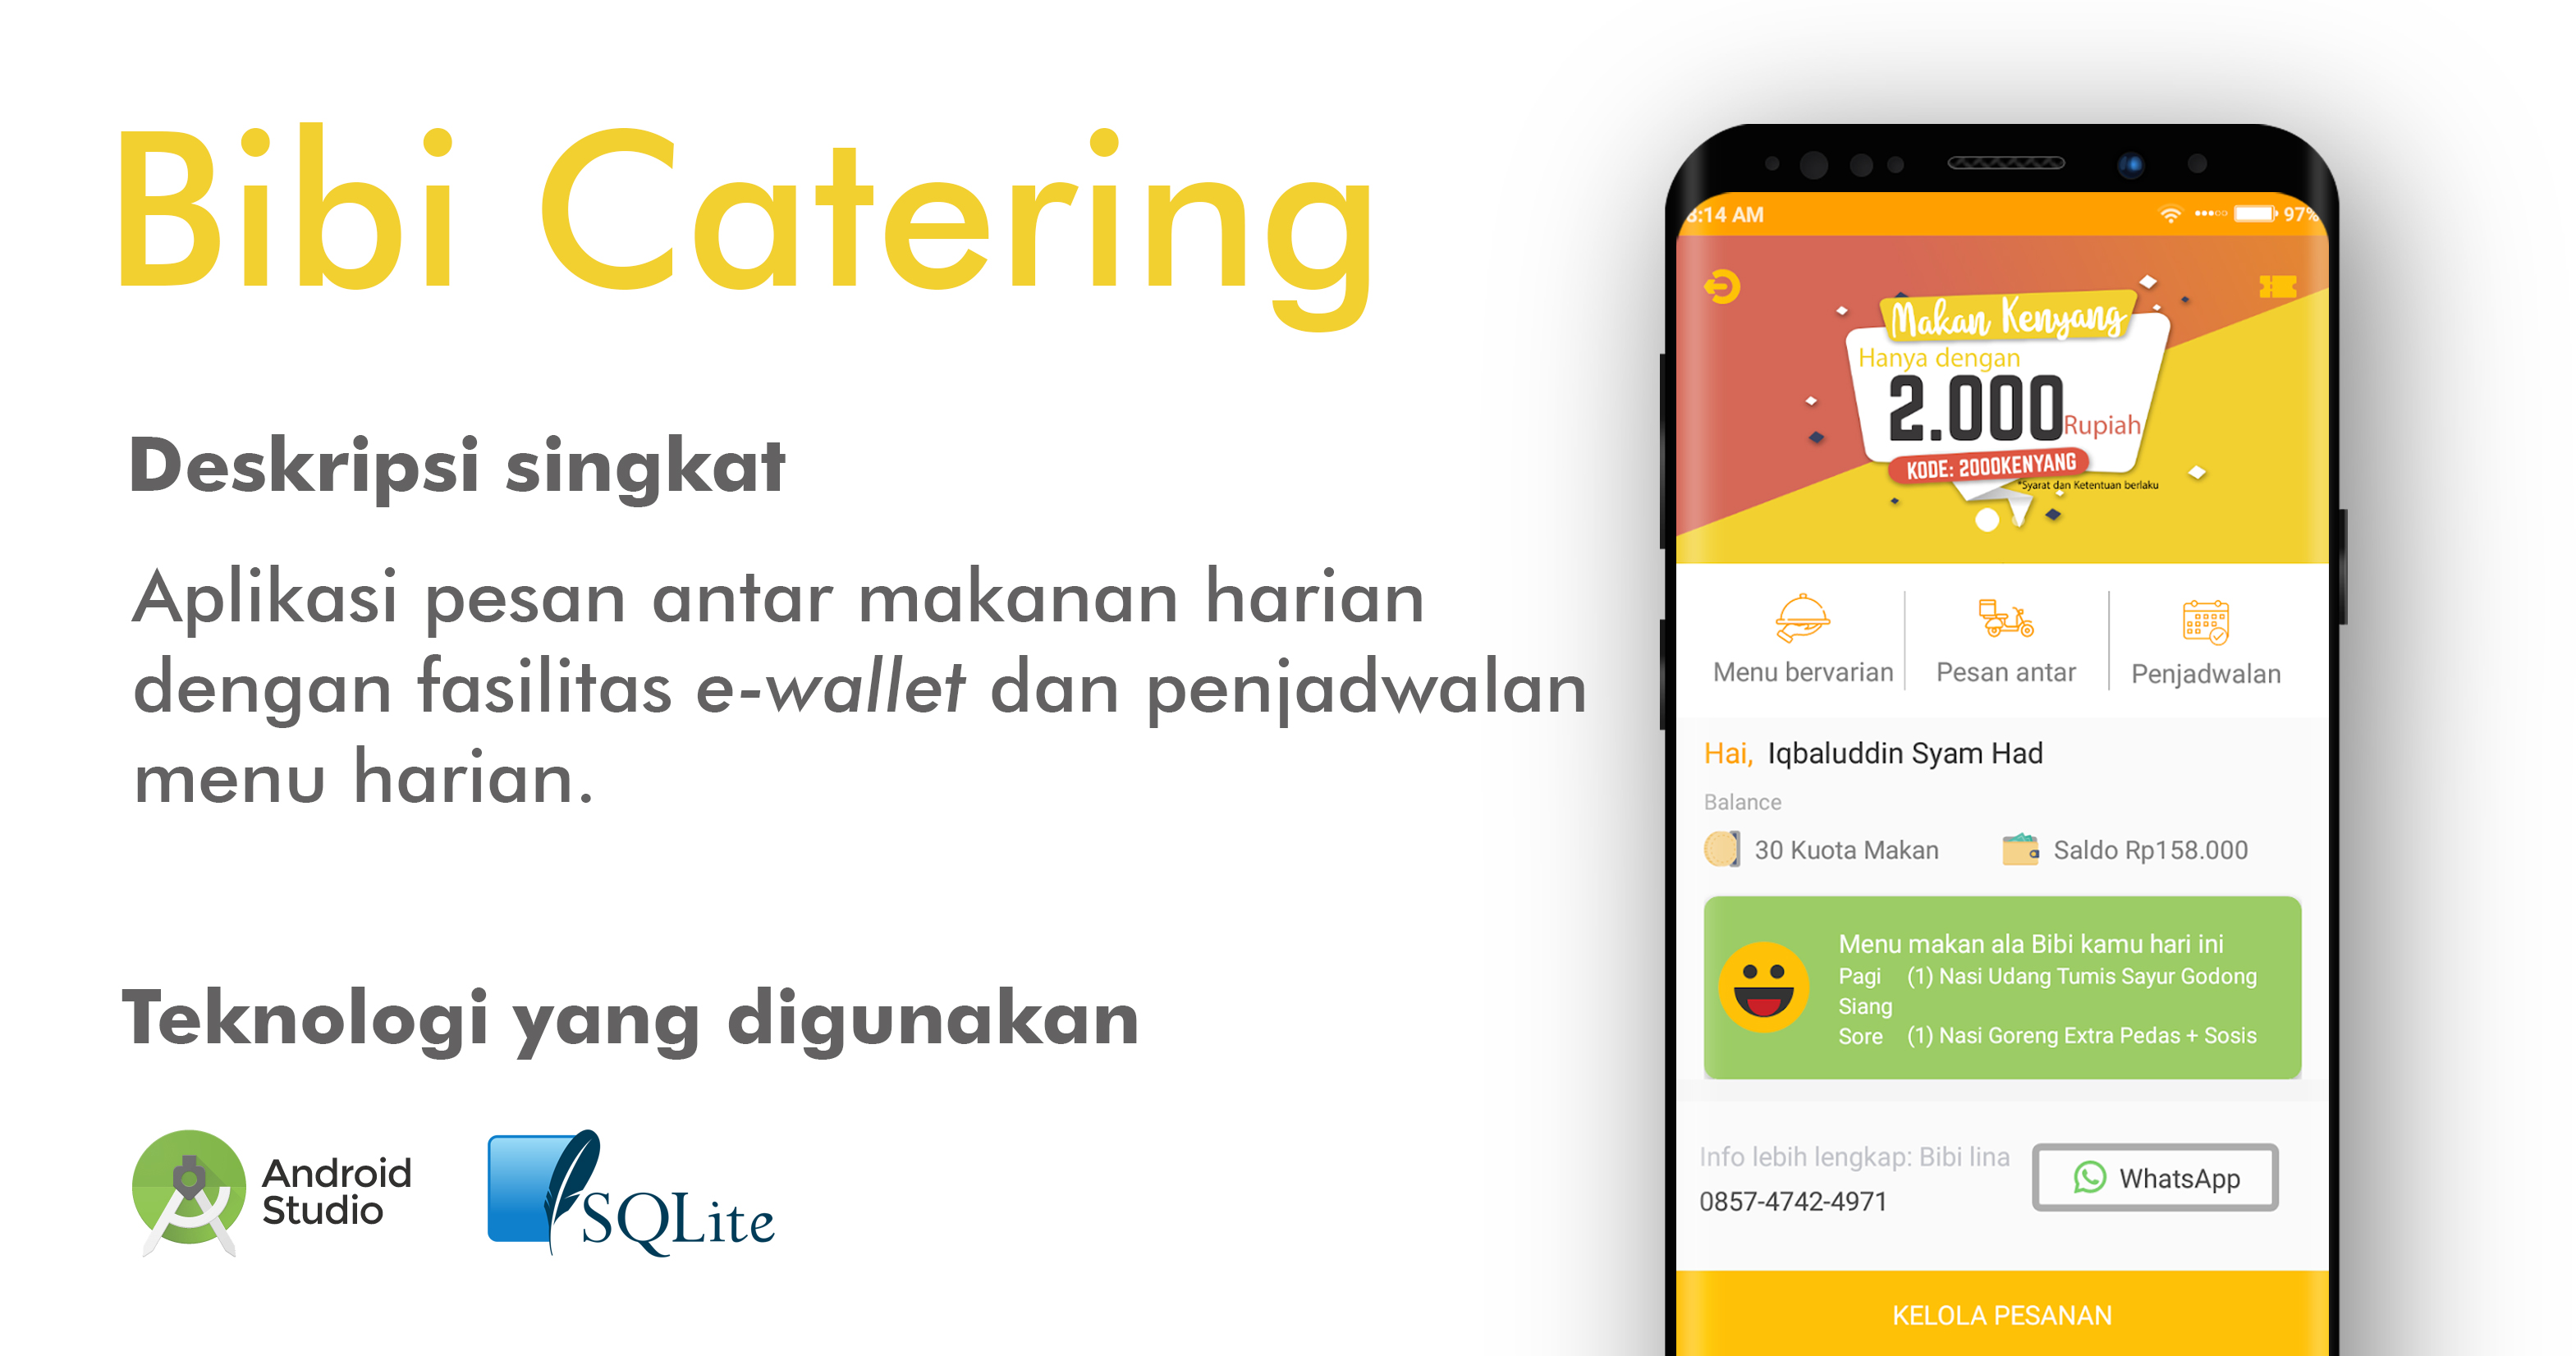 Bibi Catering
Deskripsi singkat
Aplikasi pesan antar makanan harian
dengan fasilitas e-wallet dan penjadwalan
menu harian.
Teknologi yang digunakan
Android
Studio
SQLite
:14 AM
97%
Makan Kenyang
Hanya dengan
2.000 Rupiah
KODE: 2000KENYANG
*Syarat dan Ketentuan berlaku
Menu bervarian
Pesan antar
Penjadwalan
Hai, Iqbaluddin Syam Had
Balance
30 Kuota Makan
Saldo Rp158.000
Menu makan ala Bibi kamu hari ini
Pagi (1) Nasi Udang Tumis Sayur Godong
Siang
Sore (1) Nasi Goreng Extra Pedas + Sosis
Info lebih lengkap: Bibi lina
0857-4742-4971
WhatsApp
KELOLA PESANAN